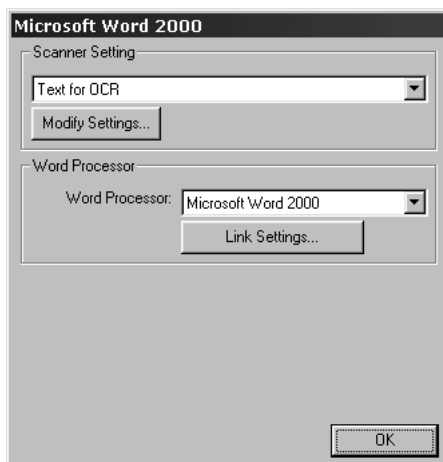 Microsoft Word 2000
Scanner Setting
Text for OCR
Modify Settings...
Word Processor
Word Processor: Microsoft Word 2000
Link Settings...
OK